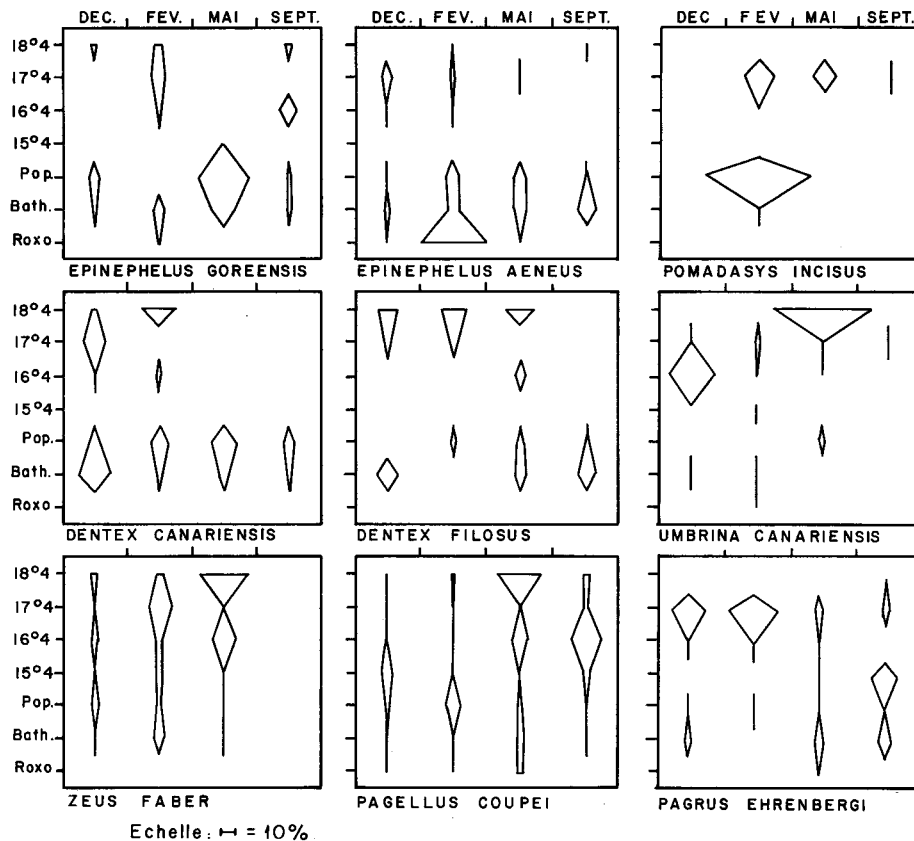 DEC. FEV. MAI SEPT. DEC. FEV. MAI SEPT. DEC FEV MAI SEPT.
18°4
17°4
16°4
15°4
Pop.
Bath.
Roxo
EPINEPHELUS GOREENSIS EPINEPHELUS AENEUS POMADASYS INCISUS
18°4
17°4
16°4
15°4
Pop.
Bath.
Roxo
DENTEX CANARIENSIS DENTEX FILOSUS UMBRINA CANARIENSIS
18°4
17°4
16°4
15°4
Pop.
Bath.
Roxo
ZEUS FABER PAGELLUS COUPEI PAGRUS EHRENBERGI
Echelle: = 10%